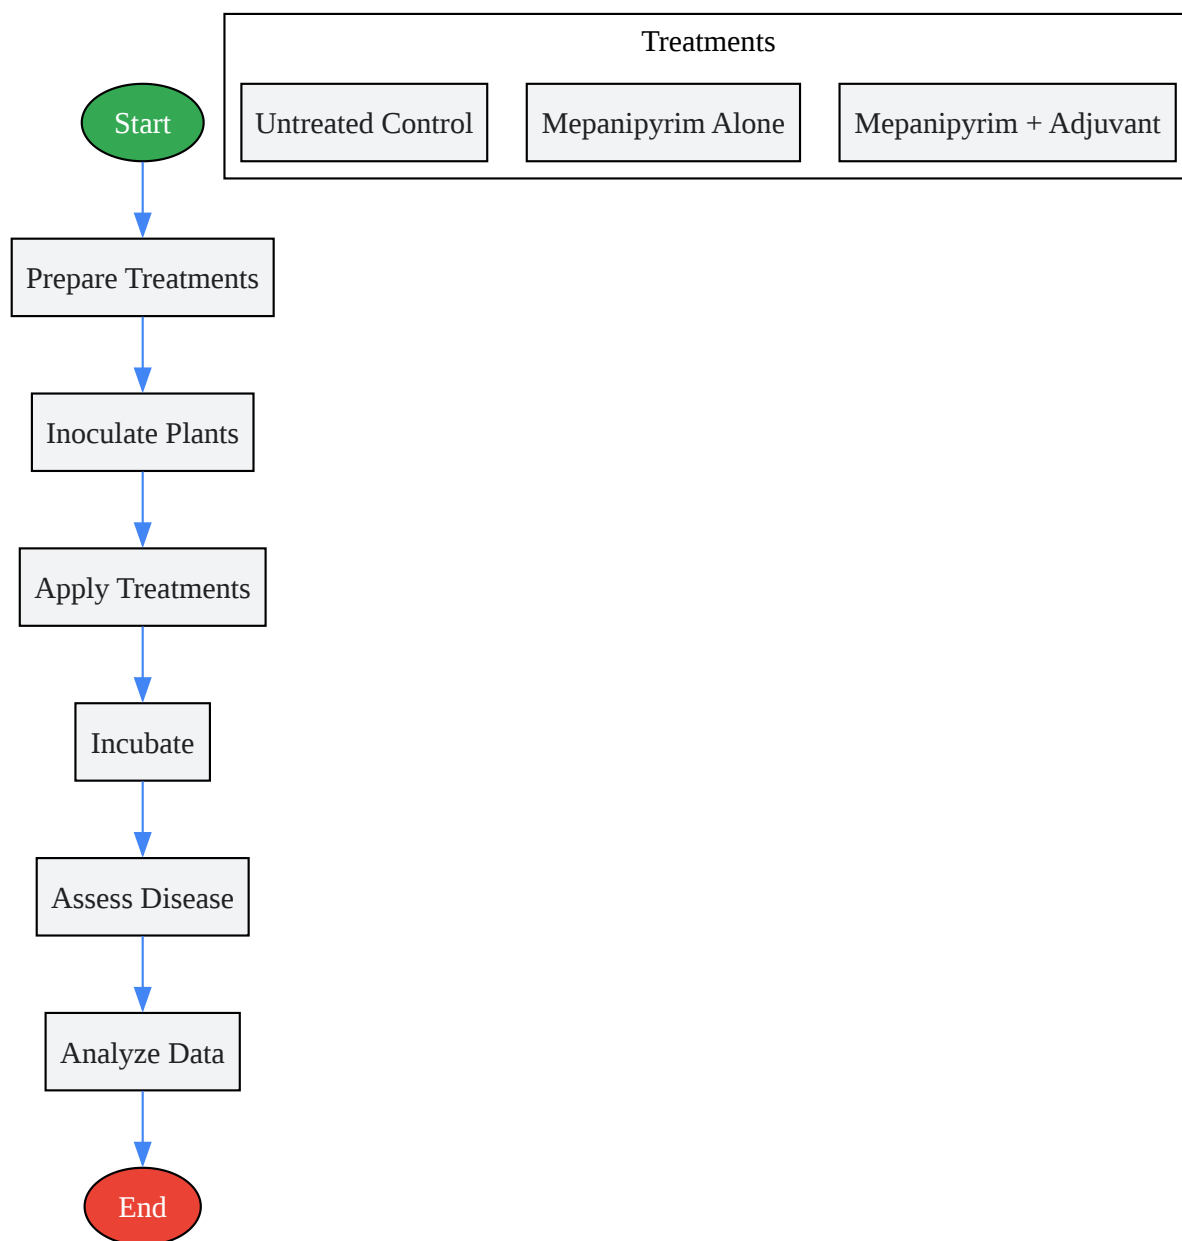 Treatments
Start
Untreated Control
Mepanipyrim Alone
Mepanipyrim + Adjuvant
Prepare Treatments
Inoculate Plants
Apply Treatments
Incubate
Assess Disease
Analyze Data
End